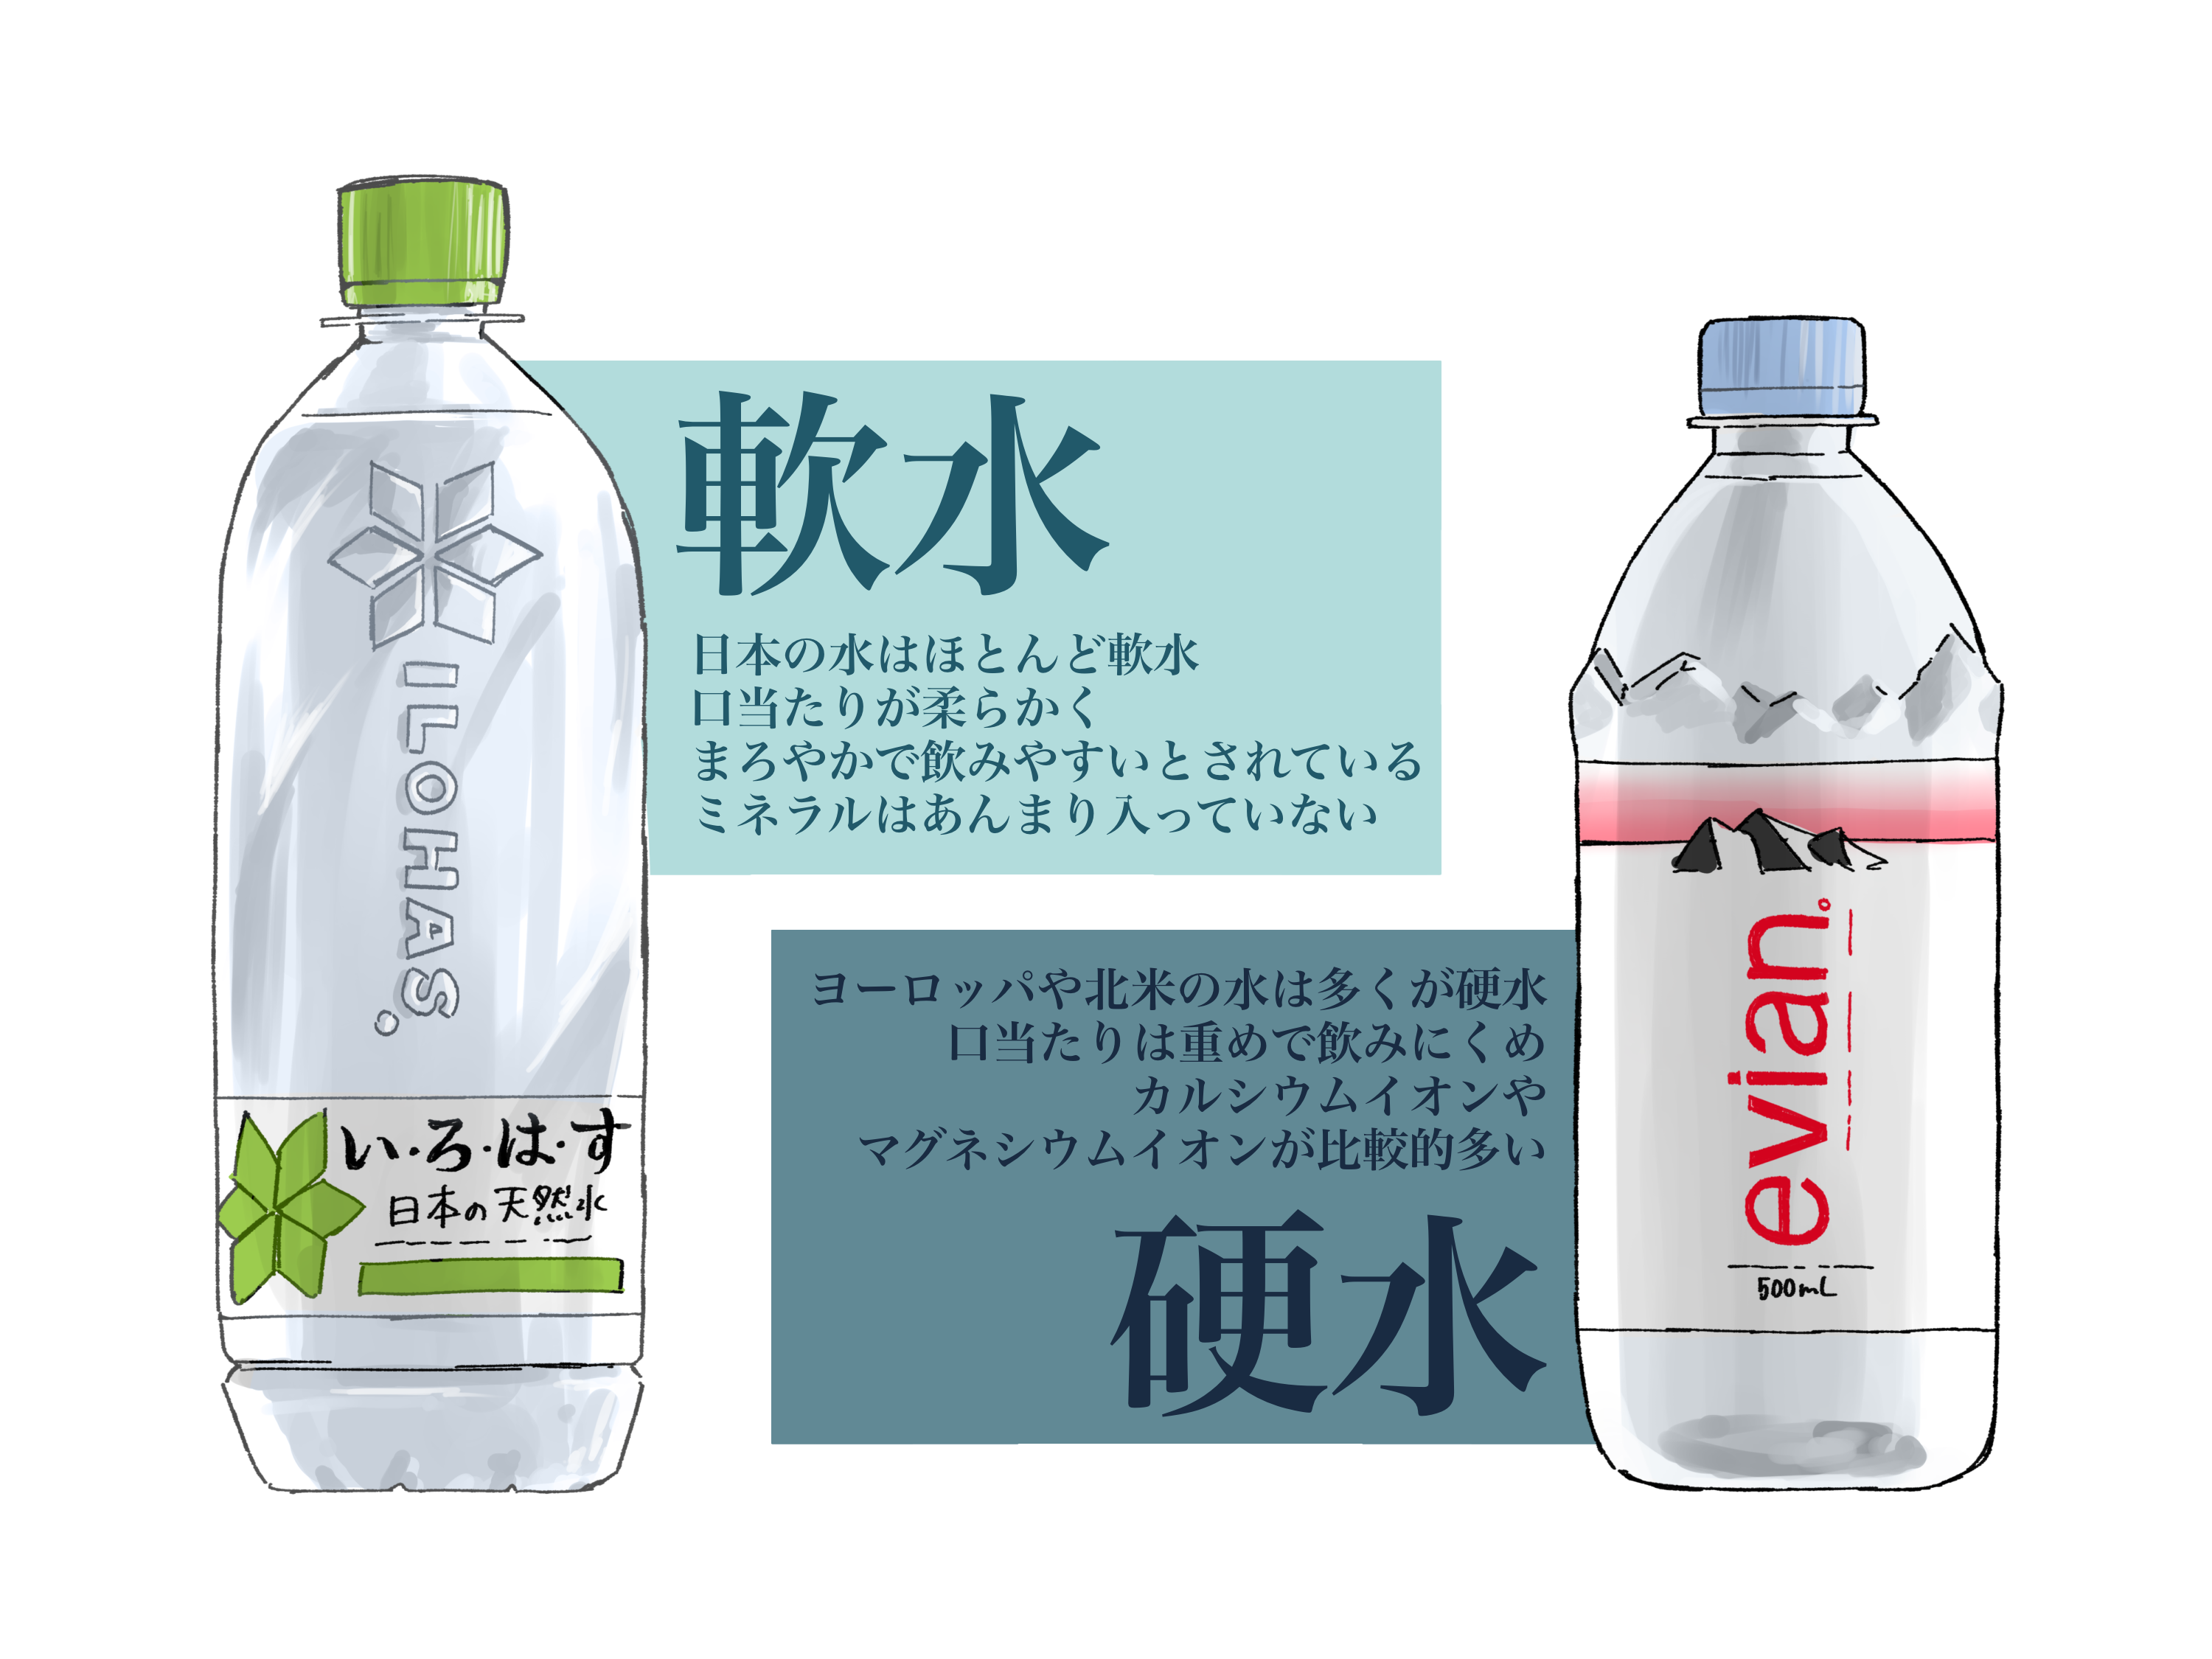 軟水
日本の水はほとんど軟水
口当たりが柔らかく
まろやかで飲みやすいとされている
ミネラルはあんまり入っていない
ILOHAS.
い・ろ・は・す
日本の天然水
ヨーロッパや北米の水は多くが硬水
口当たりは重めで飲みにくめ
カルシウムイオンや
マグネシウムイオンが比較的多い
硬水
evian
500mL